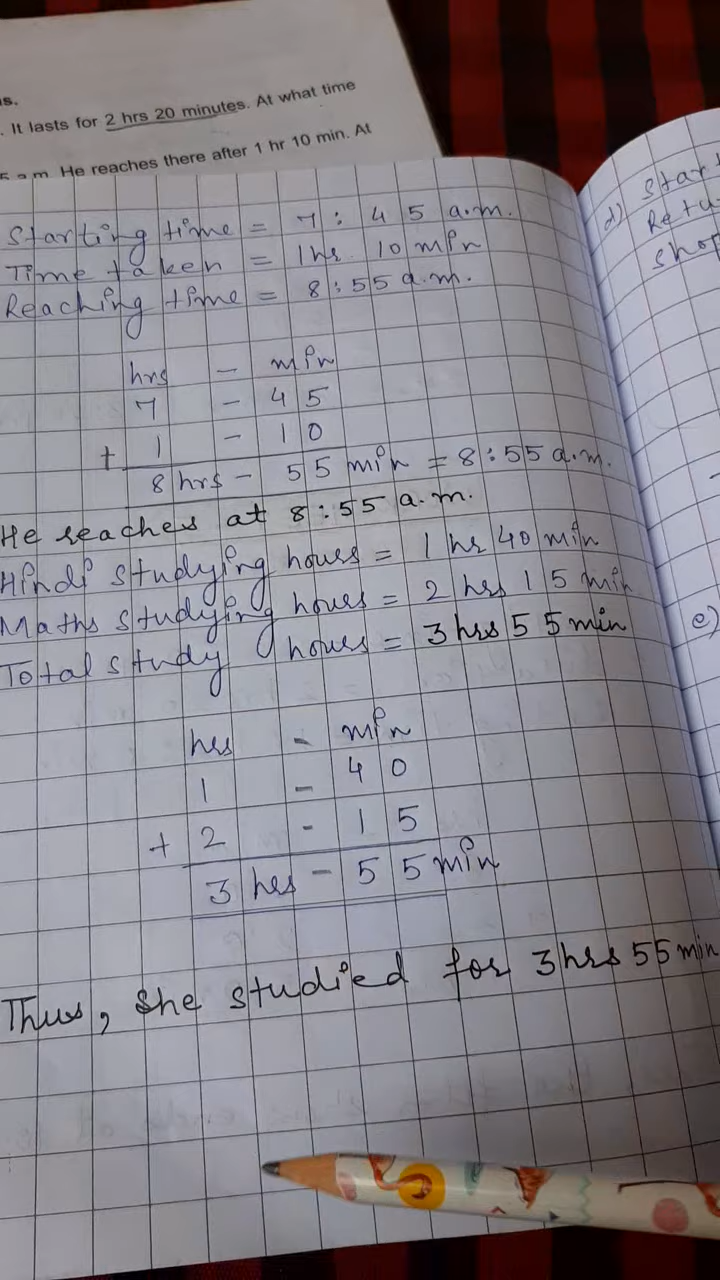 . It lasts for 2 hrs 20 minutes. At what time
a.m. He reaches there after 1 hr 10 min. At
Starting time = 7:45 a.m.
Time taken = 1hr. 10 min
Reaching time = 8:55 a.m.
hrs - min
7 - 45
+ 1 - 10
8 hrs - 55 min = 8:55 a.m.
He reaches at 8:55 a.m.
Hindi studying hours = 1 hr 40 min
Maths studying hours = 2 hrs 15 min
Total study hours = 3 hrs 55 min
hrs - min
1 - 40
+ 2 - 15
3 hrs - 55 min
Thus, she studied for 3 hrs 55 min
d) Start
Retu
shop
e)